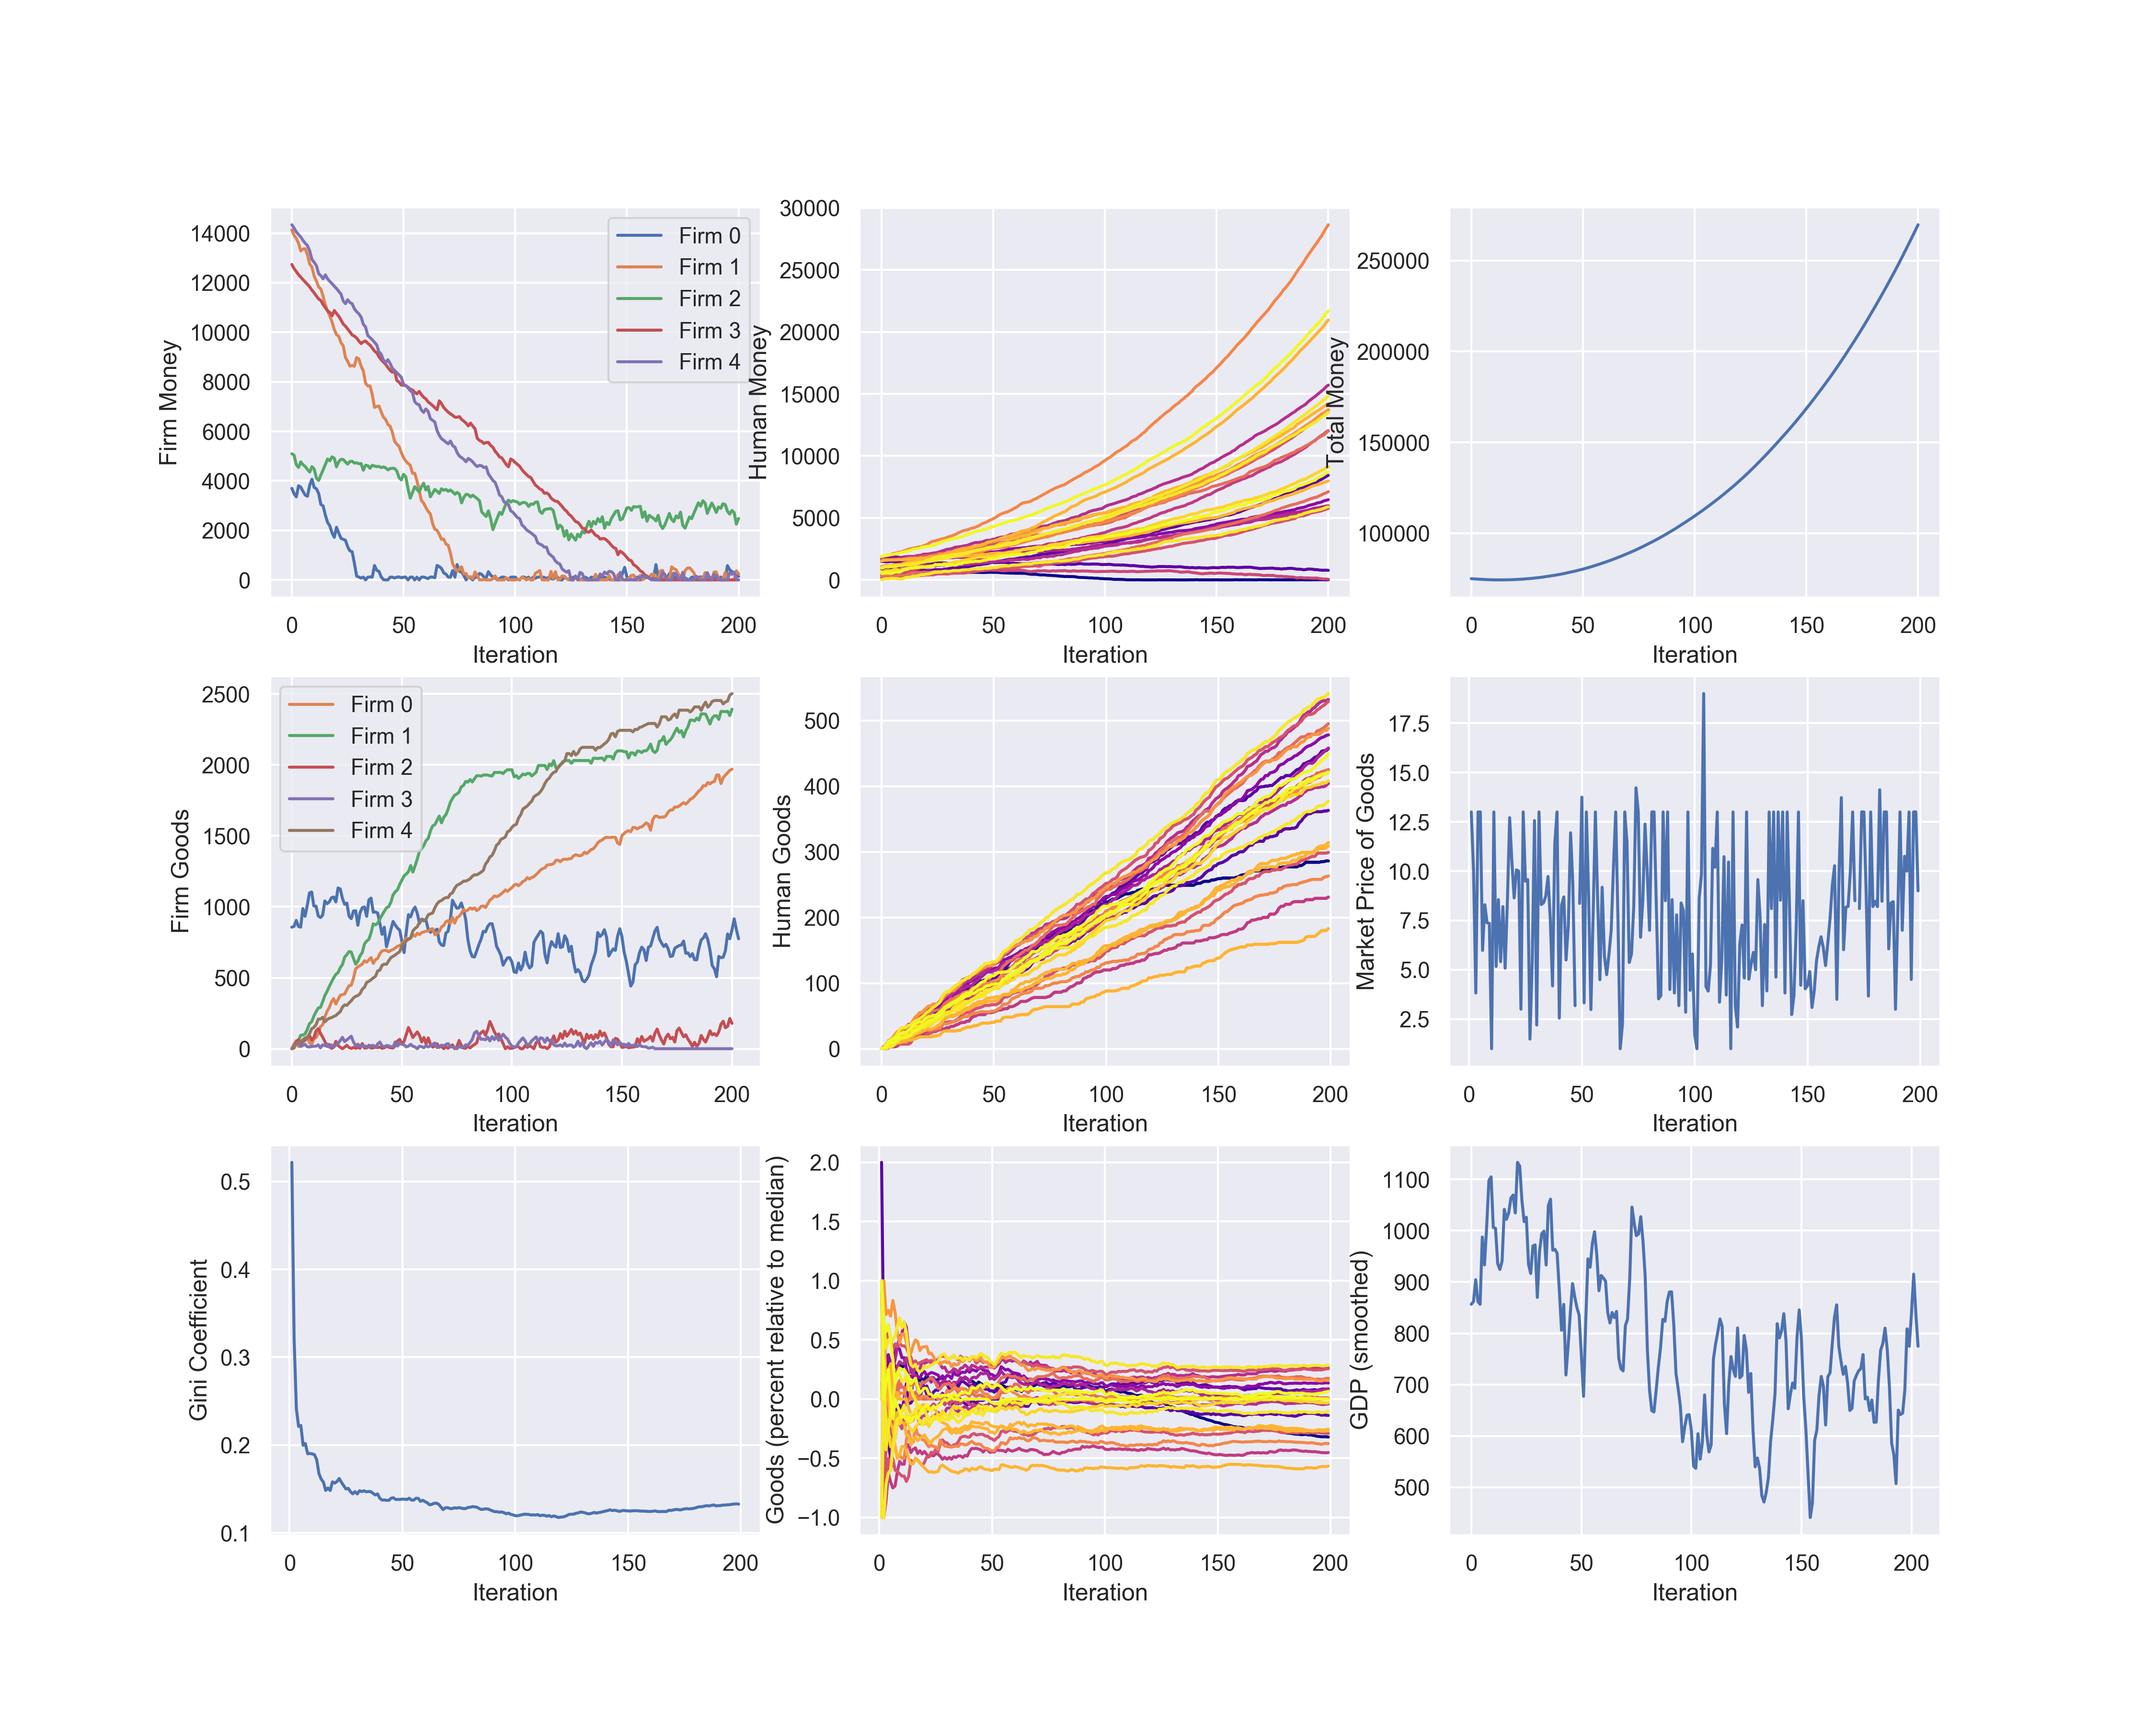 Firm Money
14000
12000
10000
8000
6000
4000
2000
0
Firm 0
Firm 1
Firm 2
Firm 3
Firm 4
0 50 100 150 200
Iteration
Human Money
30000
25000
20000
15000
10000
5000
0
0 50 100 150 200
Iteration
Total Money
250000
200000
150000
100000
0 50 100 150 200
Iteration
Firm Goods
2500
2000
1500
1000
500
0
Firm 0
Firm 1
Firm 2
Firm 3
Firm 4
0 50 100 150 200
Iteration
Human Goods
500
400
300
200
100
0
0 50 100 150 200
Iteration
Market Price of Goods
17.5
15.0
12.5
10.0
7.5
5.0
2.5
0 50 100 150 200
Iteration
Gini Coefficient
0.5
0.4
0.3
0.2
0.1
0 50 100 150 200
Iteration
Goods (percent relative to median)
2.0
1.5
1.0
0.5
0.0
−0.5
−1.0
0 50 100 150 200
Iteration
GDP (smoothed)
1100
1000
900
800
700
600
500
0 50 100 150 200
Iteration